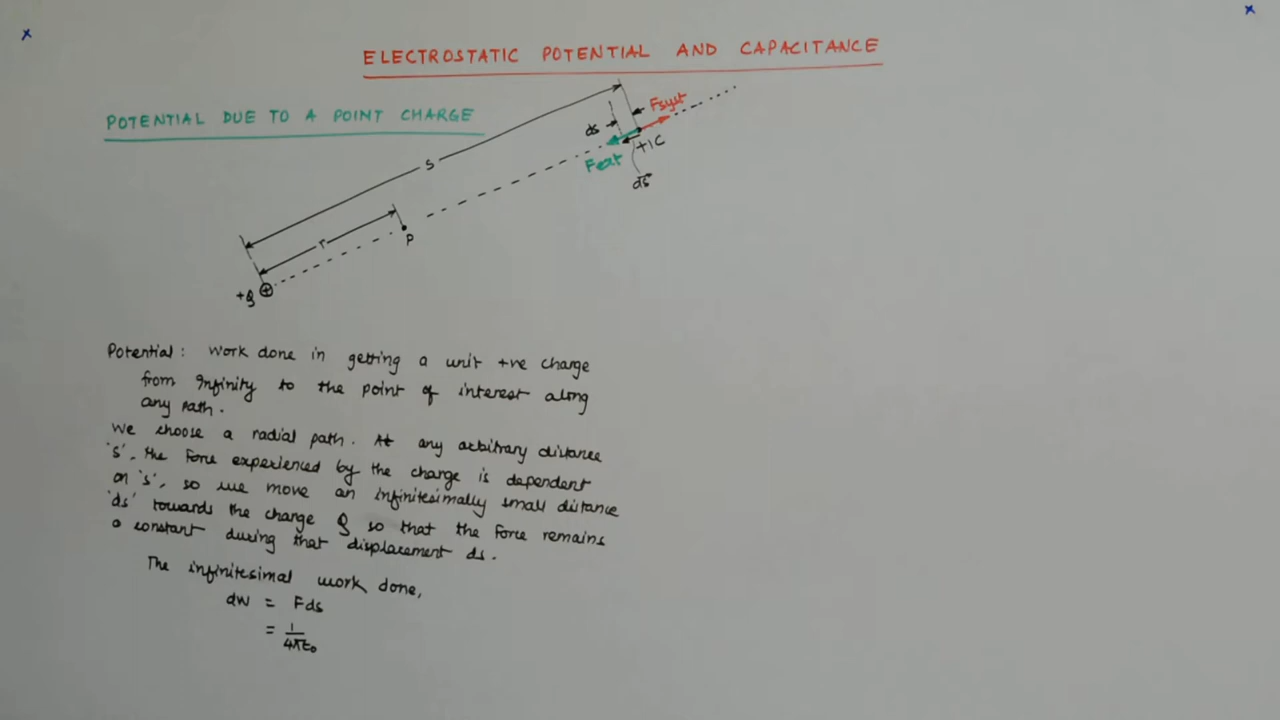 x
x
ELECTROSTATIC POTENTIAL AND CAPACITANCE
POTENTIAL DUE TO A POINT CHARGE
Fsyst
ds
+1C
Fext
ds
s
r
P
+Q
+
Potential: Work done in getting a unit +ve charge
from Infinity to the point of interest along
any path.
We choose a radial path. At any arbitrary distance
's', the Force experienced by the charge is dependent
on 's', so we move an infinitesimally small distance
'ds' towards the charge Q so that the Force remains
a constant during that displacement ds.
The infinitesimal work done,
dW = Fds
= 1/4πε₀